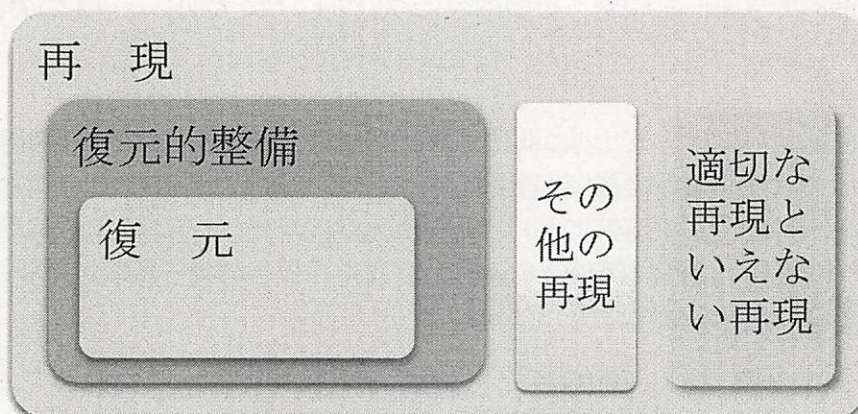 再　現
復元的整備
復　元
その
他の
再現
適切な
再現と
いえな
い再現